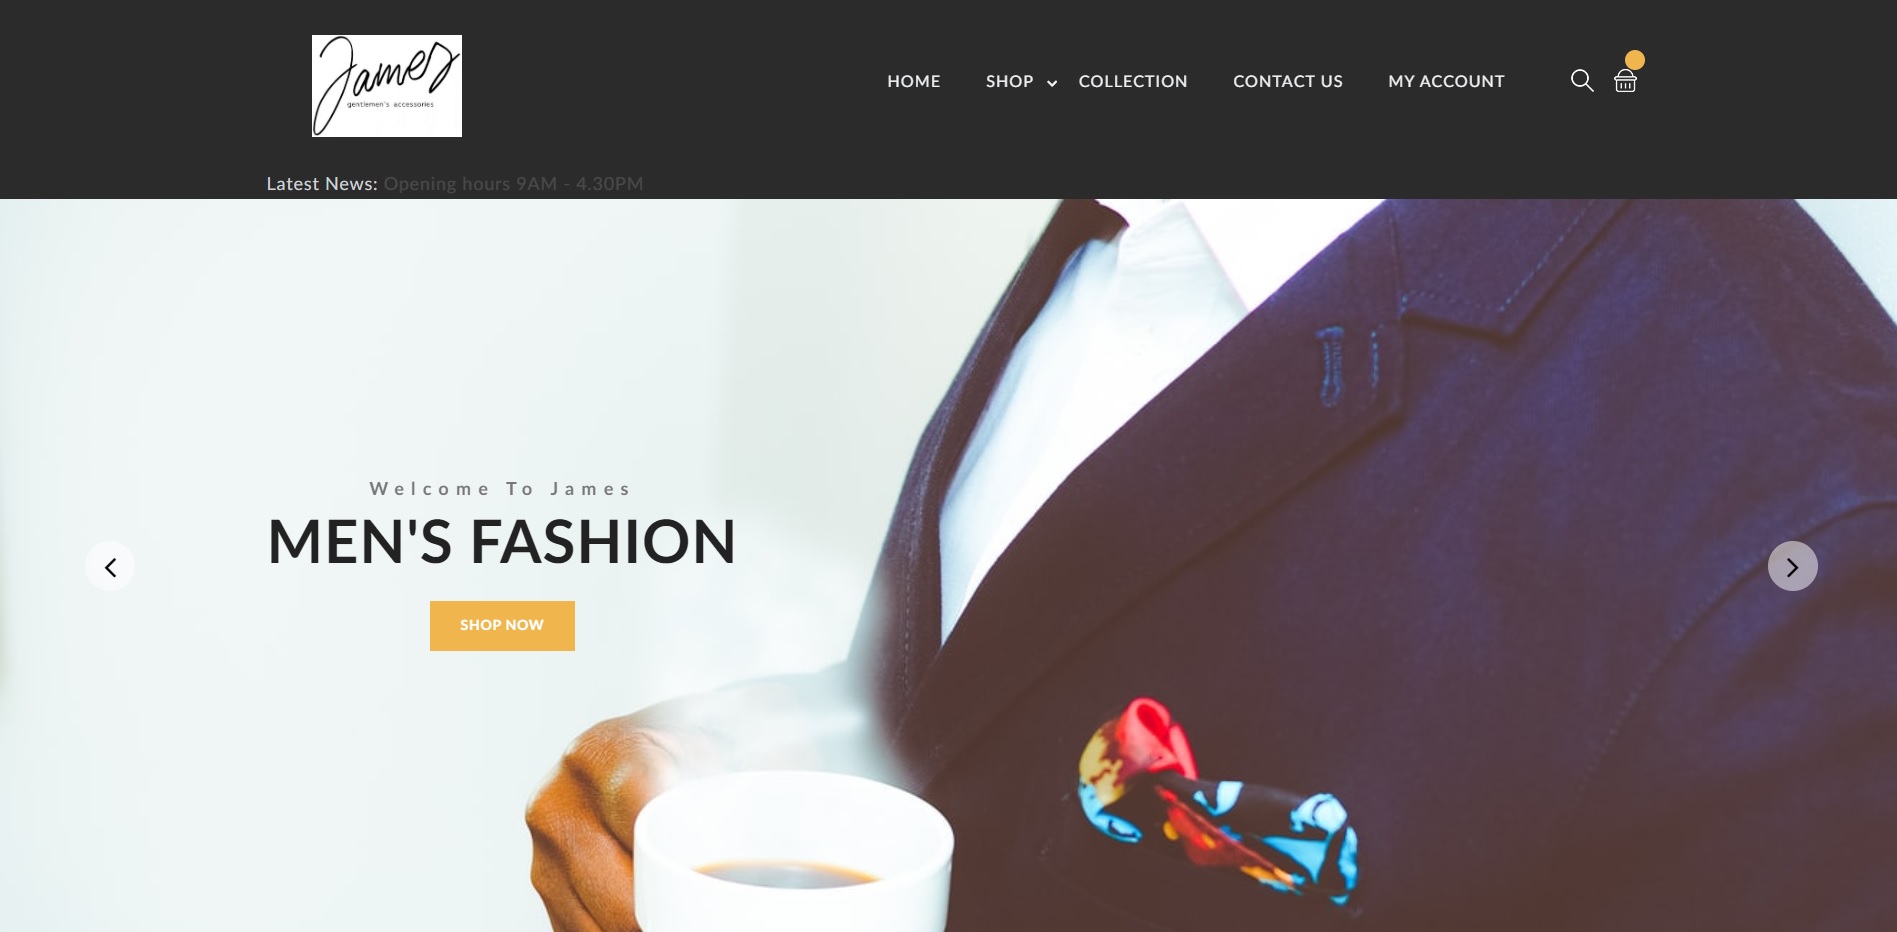 James
gentlemen's accessories
HOME SHOP COLLECTION CONTACT US MY ACCOUNT
Latest News: Opening hours 9AM - 4.30PM
Welcome To James
MEN'S FASHION
SHOP NOW